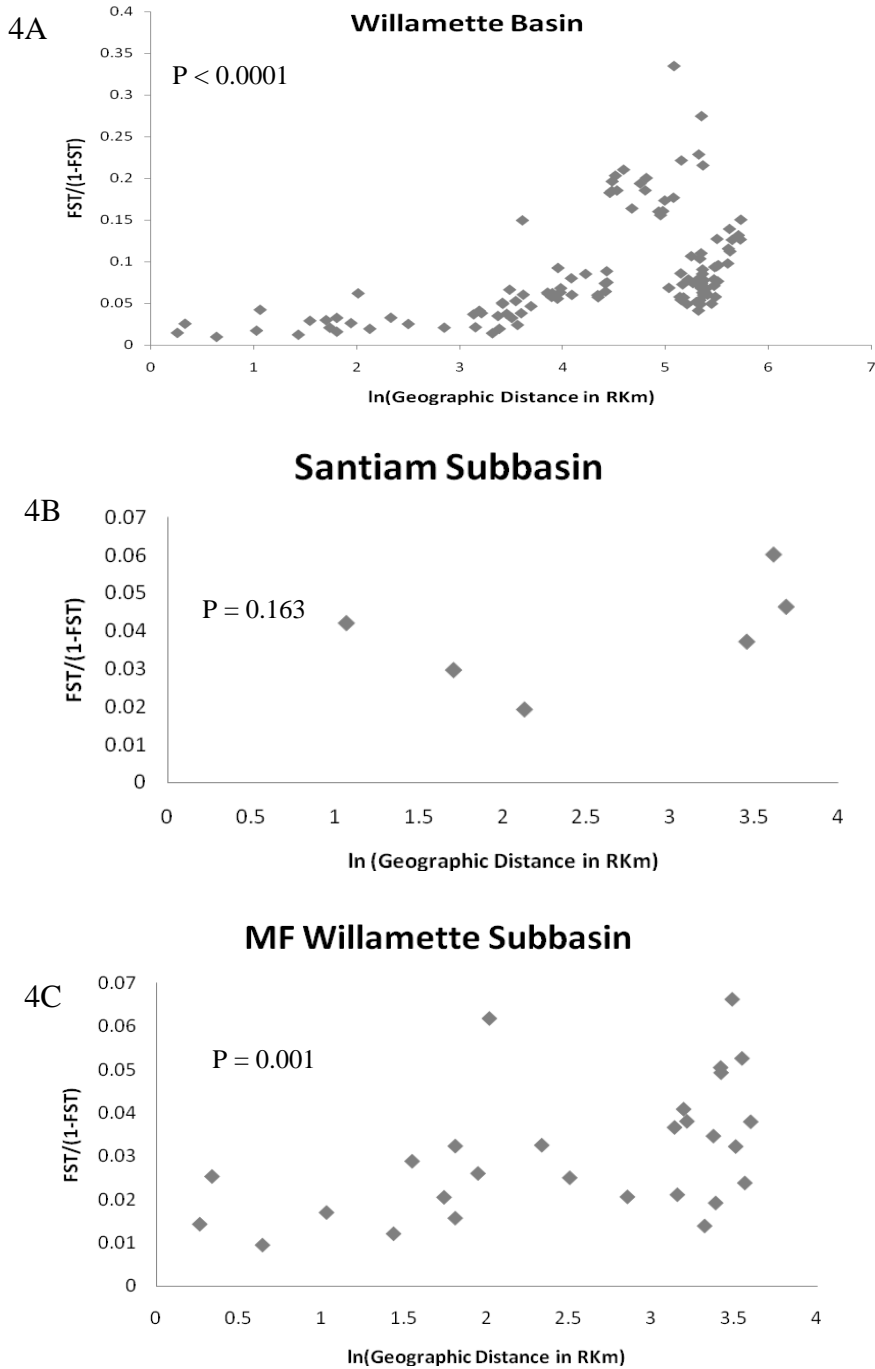 4A
Willamette Basin
P < 0.0001
FST/(1-FST)
0.4
0.35
0.3
0.25
0.2
0.15
0.1
0.05
0
0 1 2 3 4 5 6 7
ln(Geographic Distance in RKm)
Santiam Subbasin
4B
P = 0.163
FST/(1-FST)
0.07
0.06
0.05
0.04
0.03
0.02
0.01
0
0 0.5 1 1.5 2 2.5 3 3.5 4
ln (Geographic Distance in RKm)
MF Willamette Subbasin
4C
P = 0.001
FST/(1-FST)
0.07
0.06
0.05
0.04
0.03
0.02
0.01
0
0 0.5 1 1.5 2 2.5 3 3.5 4
ln(Geographic Distance in RKm)